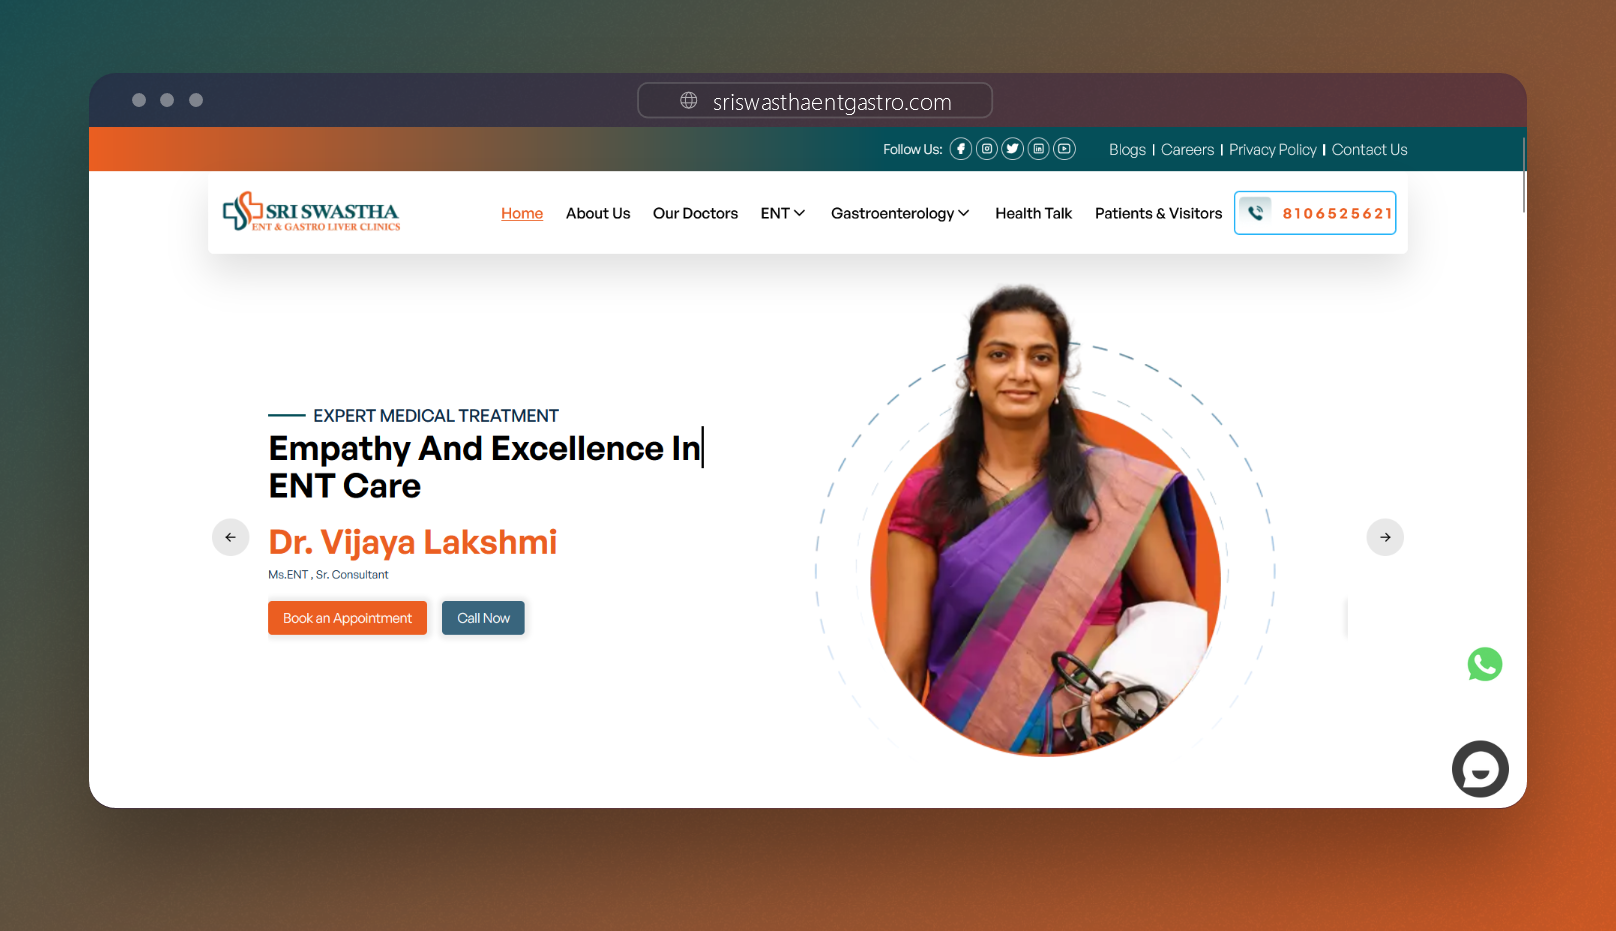 sriswasthaentgastro.com
Follow Us:
Blogs | Careers | Privacy Policy | Contact Us
SRI SWASTHA
ENT & GASTRO LIVER CLINICS
Home About Us Our Doctors ENT Gastroenterology Health Talk Patients & Visitors 8106525621
EXPERT MEDICAL TREATMENT
Empathy And Excellence In
ENT Care
Dr. Vijaya Lakshmi
Ms.ENT , Sr. Consultant
Book an Appointment Call Now